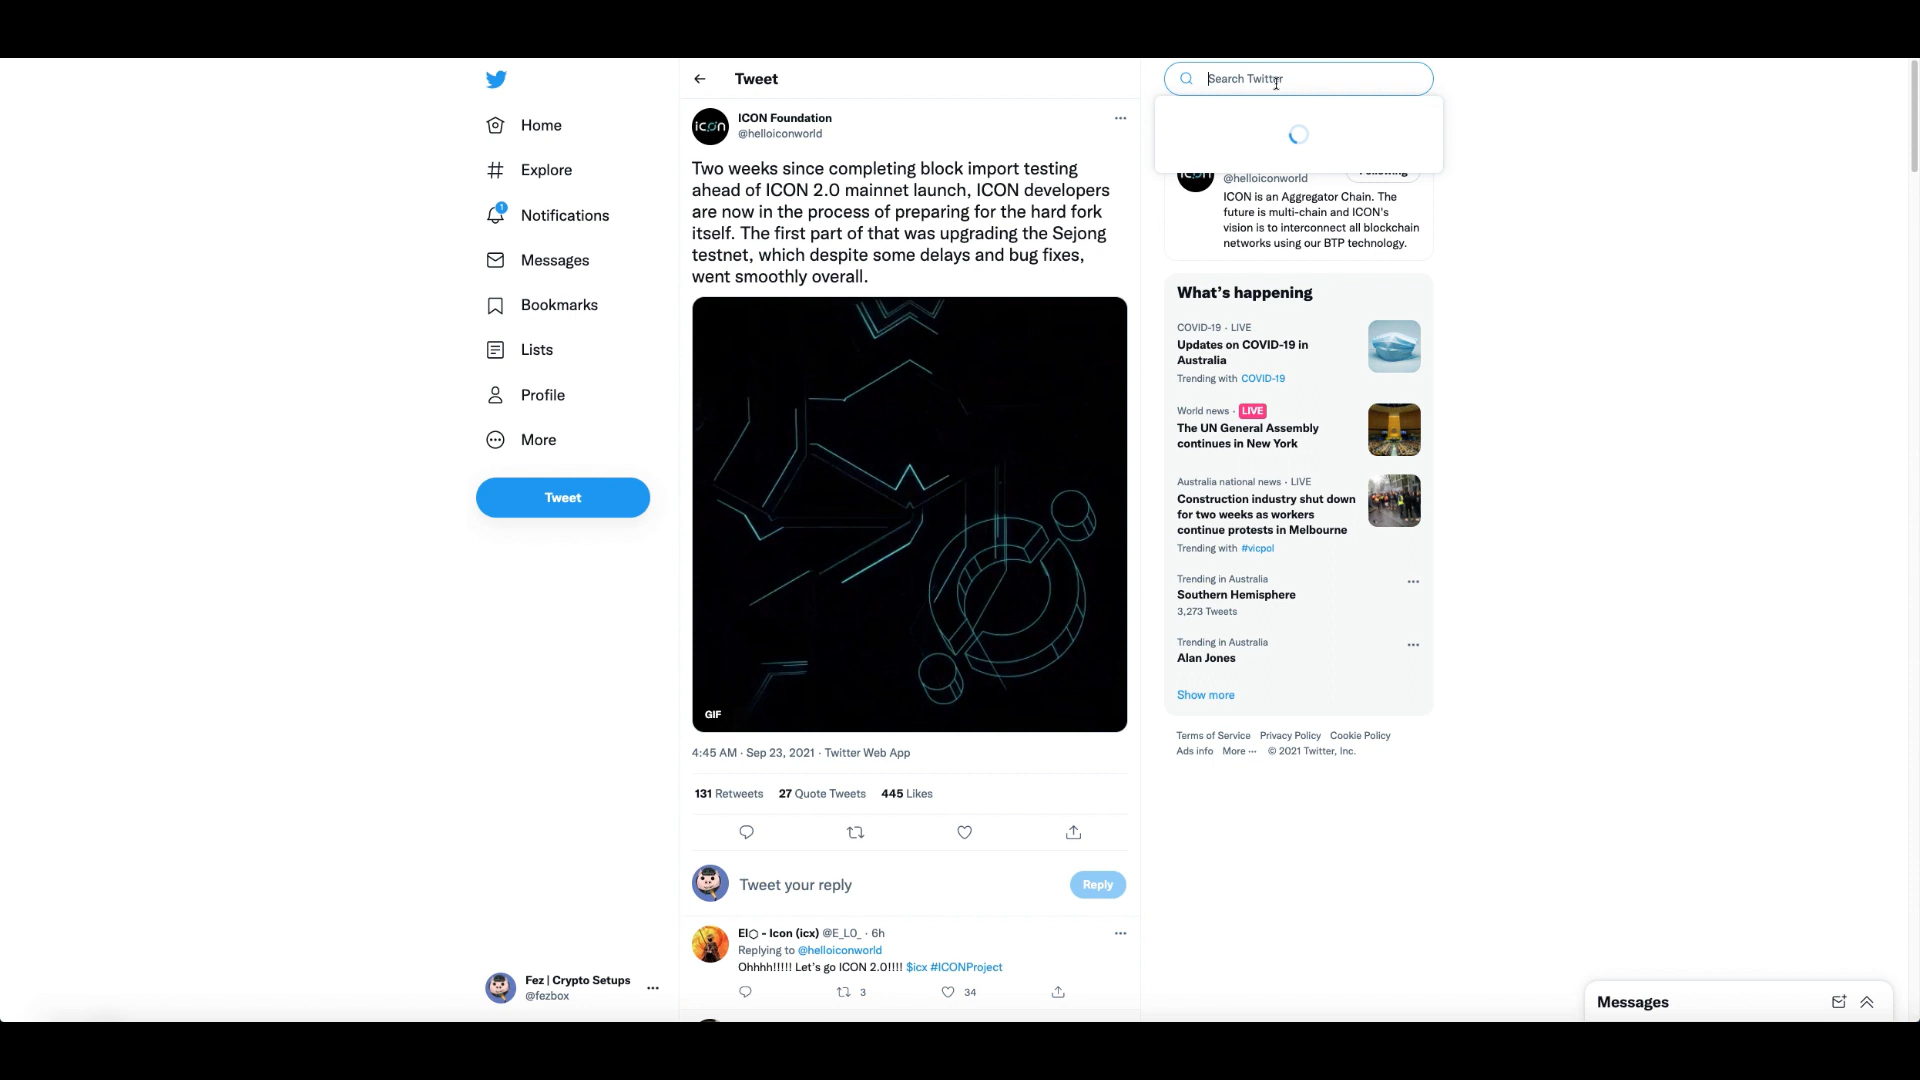 Home
Explore
1
Notifications
Messages
Bookmarks
Lists
Profile
More
Tweet
Fez | Crypto Setups
@fezbox
Tweet
icon
ICON Foundation
@helloiconworld
Two weeks since completing block import testing
ahead of ICON 2.0 mainnet launch, ICON developers
are now in the process of preparing for the hard fork
itself. The first part of that was upgrading the Sejong
testnet, which despite some delays and bug fixes,
went smoothly overall.
GIF
4:45 AM · Sep 23, 2021 · Twitter Web App
131 Retweets 27 Quote Tweets 445 Likes
Tweet your reply
Reply
El⬡ - Icon (icx) @E_L0_ · 6h
Replying to @helloiconworld
Ohhhh!!!!! Let's go ICON 2.0!!!! $icx #ICONProject
3 34
Search Twitter
@helloiconworld
Following
ICON is an Aggregator Chain. The
future is multi-chain and ICON's
vision is to interconnect all blockchain
networks using our BTP technology.
What's happening
COVID-19 · LIVE
Updates on COVID-19 in
Australia
Trending with COVID-19
World news · LIVE
The UN General Assembly
continues in New York
Australia national news · LIVE
Construction industry shut down
for two weeks as workers
continue protests in Melbourne
Trending with #vicpol
Trending in Australia
Southern Hemisphere
3,273 Tweets
Trending in Australia
Alan Jones
Show more
Terms of Service Privacy Policy Cookie Policy
Ads info More ··· © 2021 Twitter, Inc.
Messages